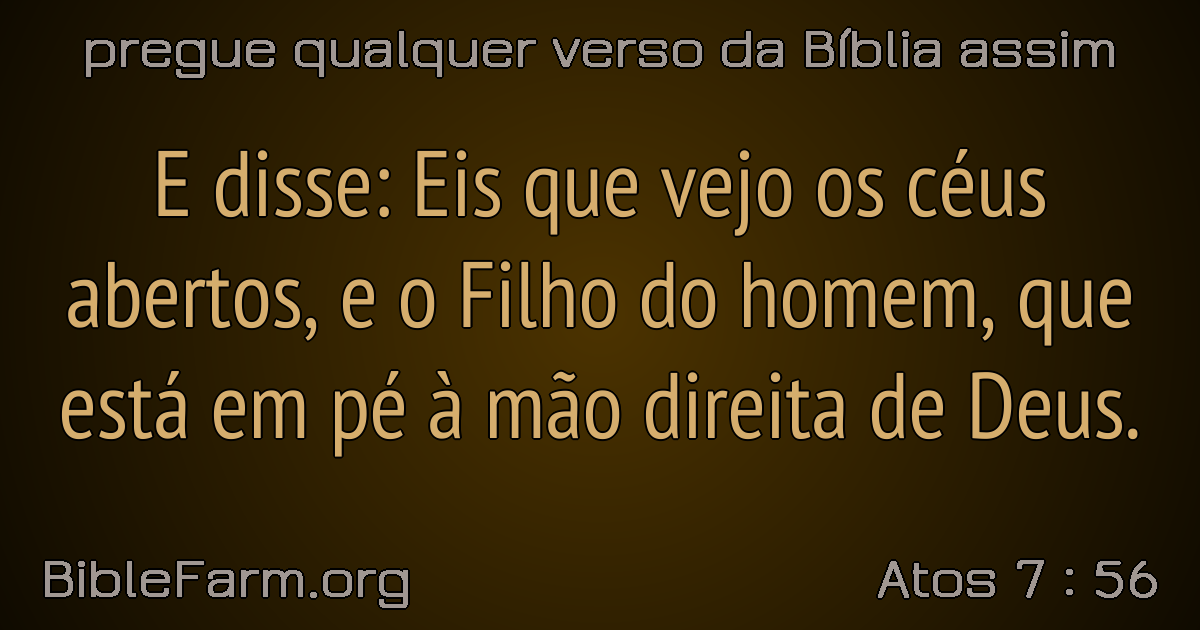 pregue qualquer verso da Bíblia assim
E disse: Eis que vejo os céus
abertos, e o Filho do homem, que
está em pé à mão direita de Deus.
BibleFarm.org
Atos 7 : 56